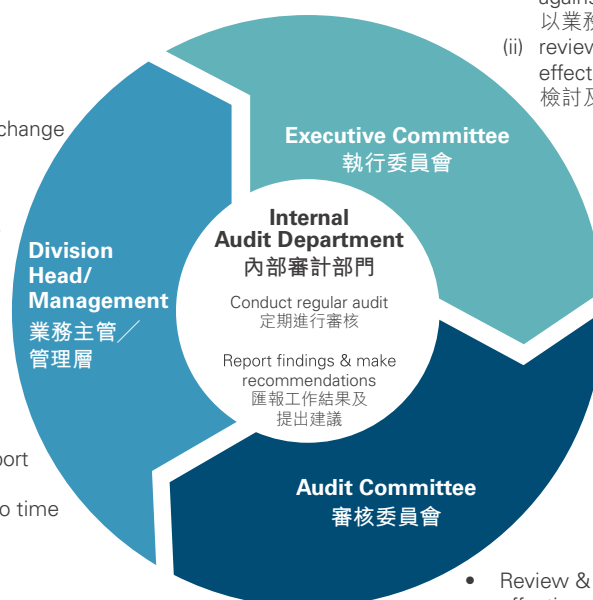 以業務
(ii) review
effect
檢討及
change
Executive Committee
執行委員會
Internal
Audit Department
內部審計部門
Conduct regular audit
定期進行審核
Report findings & make
recommendations
匯報工作結果及
提出建議
Division
Head/
Management
業務主管／
管理層
port
o time
Audit Committee
審核委員會
• Review &